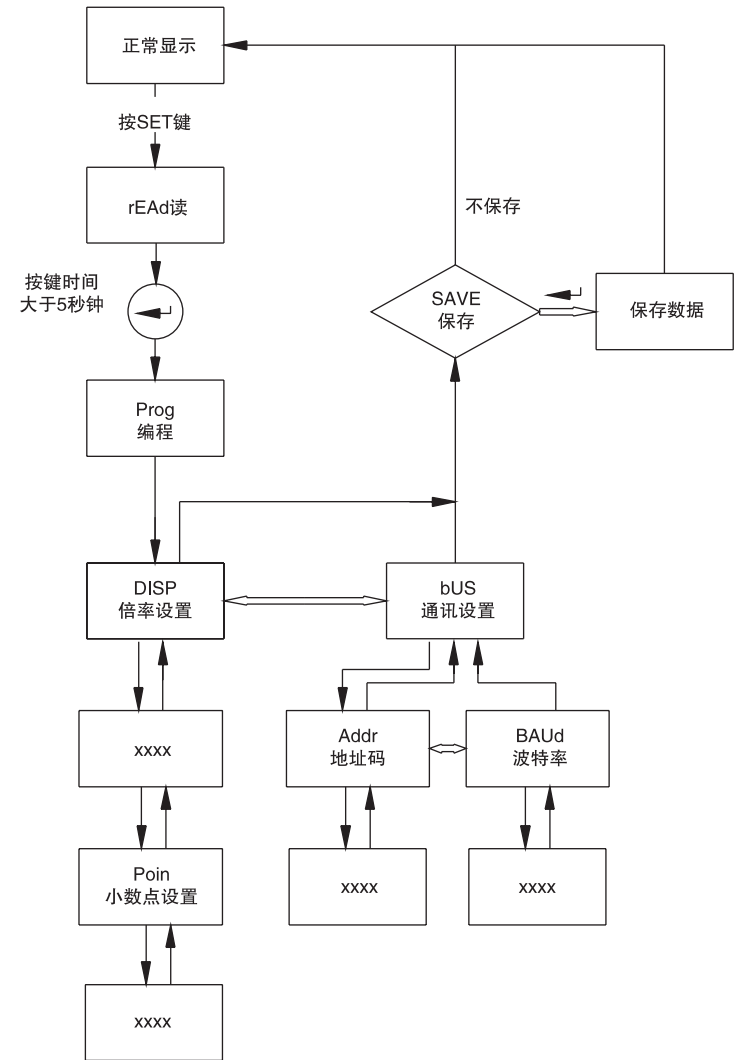 正常显示
按SET键
rEAd读
不保存
按键时间
大于5秒钟
SAVE
保存
保存数据
Prog
编程
DISP
倍率设置
bUS
通讯设置
xxxx
Addr
地址码
BAUd
波特率
Poin
小数点设置
xxxx
xxxx
xxxx